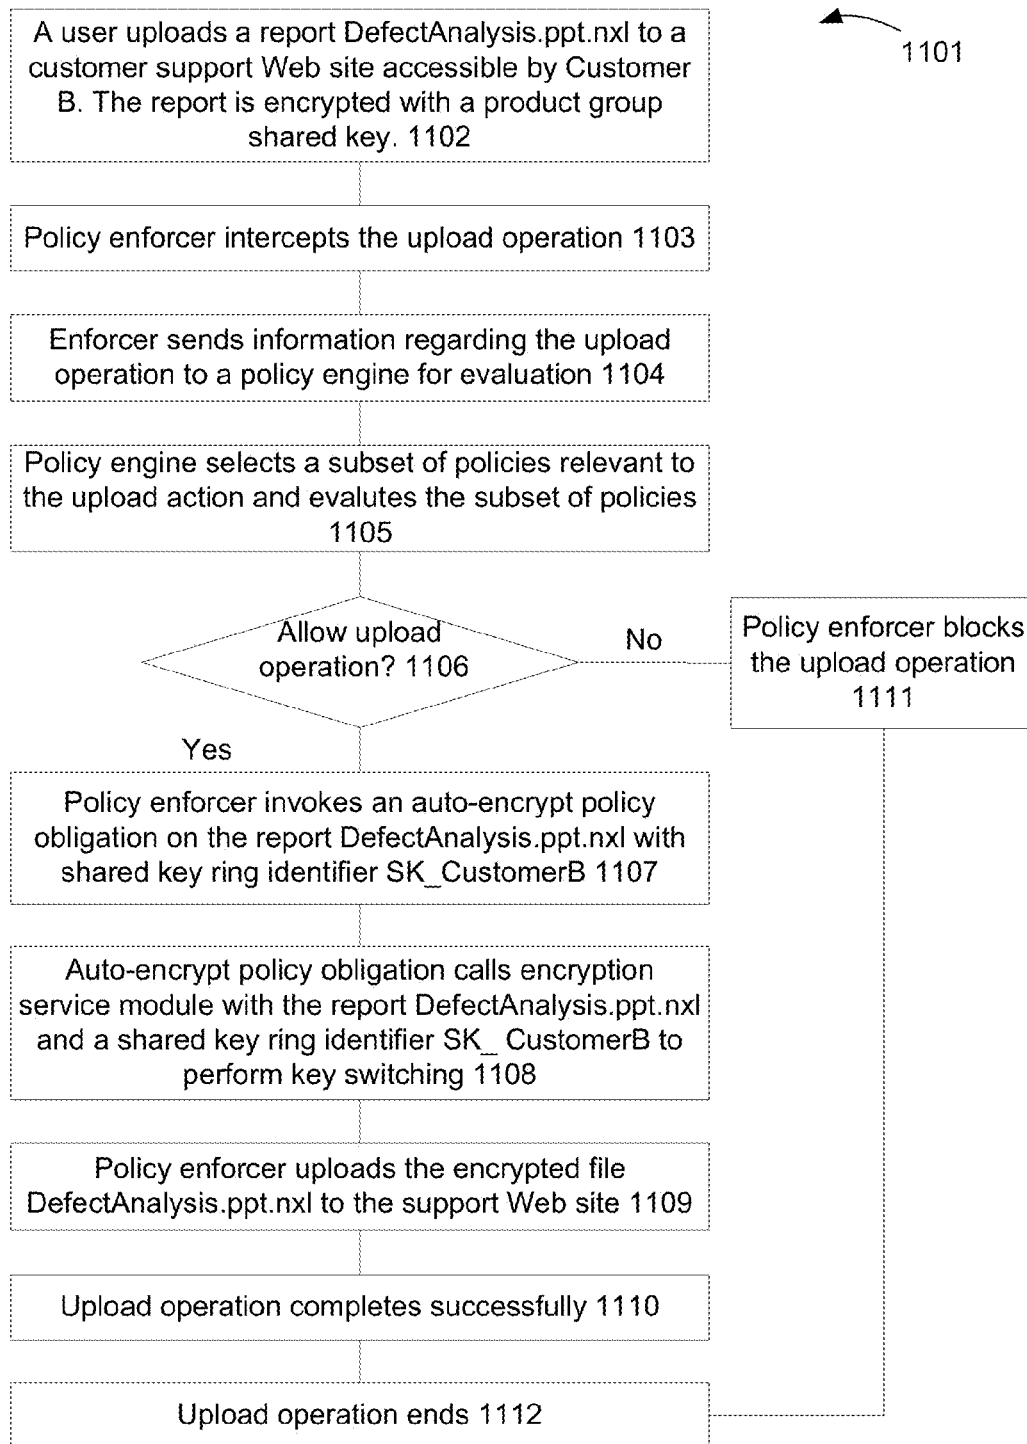 A user uploads a report DefectAnalysis.ppt.nxl to a
customer support Web site accessible by Customer
B. The report is encrypted with a product group
shared key. 1102
1101
Policy enforcer intercepts the upload operation 1103
Enforcer sends information regarding the upload
operation to a policy engine for evaluation 1104
Policy engine selects a subset of policies relevant to
the upload action and evalutes the subset of policies
1105
Allow upload
operation? 1106
No
Policy enforcer blocks
the upload operation
1111
Yes
Policy enforcer invokes an auto-encrypt policy
obligation on the report DefectAnalysis.ppt.nxl with
shared key ring identifier SK_CustomerB 1107
Auto-encrypt policy obligation calls encryption
service module with the report DefectAnalysis.ppt.nxl
and a shared key ring identifier SK_ CustomerB to
perform key switching 1108
Policy enforcer uploads the encrypted file
DefectAnalysis.ppt.nxl to the support Web site 1109
Upload operation completes successfully 1110
Upload operation ends 1112